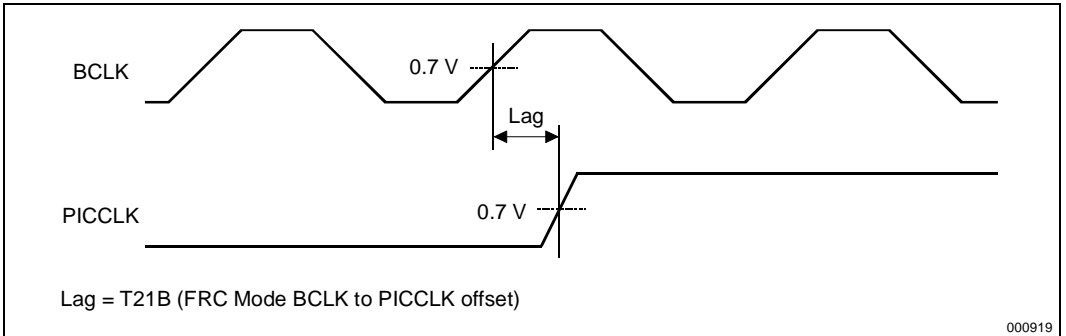 BCLK
0.7 V
Lag
PICCLK
0.7 V
Lag = T21B (FRC Mode BCLK to PICCLK offset)
000919